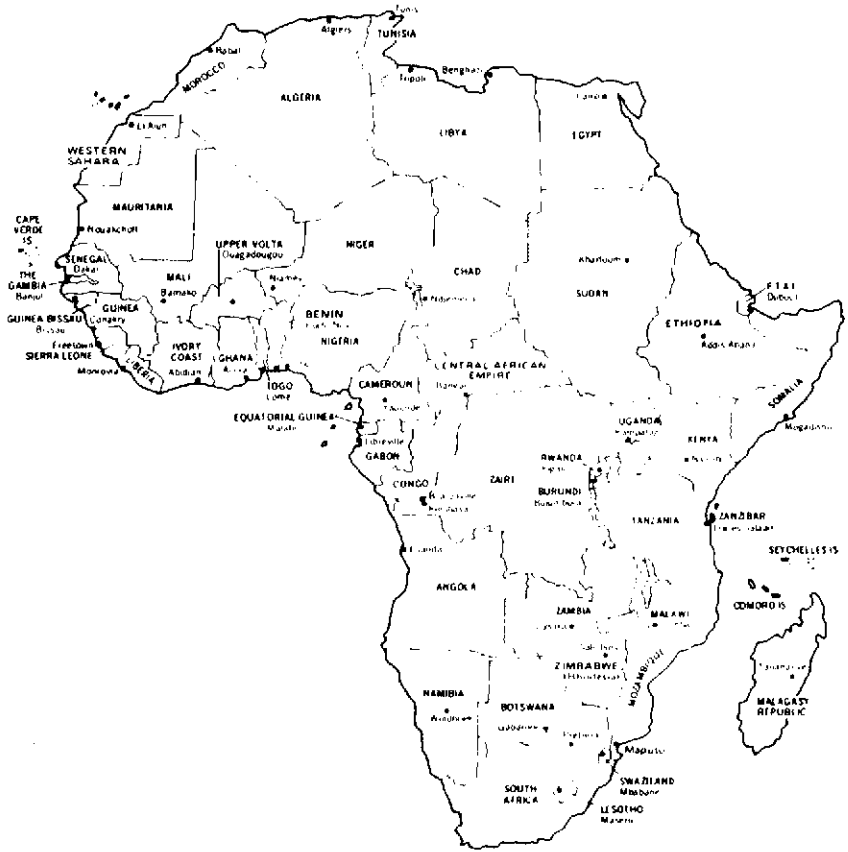 Tunis
Algiers
TUNISIA
Rabat
MOROCCO
Tripoli
Benghazi
ALGERIA
LIBYA
EGYPT
El Aiun
WESTERN
SAHARA
MAURITANIA
Nouakchott
CAPE
VERDE
IS
SENEGAL
Dakar
THE
GAMBIA
Banjul
MALI
Bamako
UPPER VOLTA
Ouagadougou
NIGER
Niamey
CHAD
Khartoum
SUDAN
ETHIOPIA
Addis Ababa
GUINEA BISSAU
Bissau
GUINEA
Conakry
Freetown
SIERRA LEONE
Monrovia
LIBERIA
IVORY
COAST
Abidjan
GHANA
TOGO
Lome
BENIN
NIGERIA
CAMEROUN
CENTRAL AFRICAN
EMPIRE
EQUATORIAL GUINEA
Libreville
GABON
CONGO
ZAIRE
UGANDA
KENYA
SOMALIA
Mogadishu
RWANDA
BURUNDI
TANZANIA
ZANZIBAR
SEYCHELLES IS
COMORO IS
Luanda
ANGOLA
ZAMBIA
MALAWI
ZIMBABWE
MOZAMBIQUE
MALAGASY
REPUBLIC
NAMIBIA
Windhoek
BOTSWANA
Maputo
SWAZILAND
Mbabane
SOUTH
AFRICA
LESOTHO
Maseru